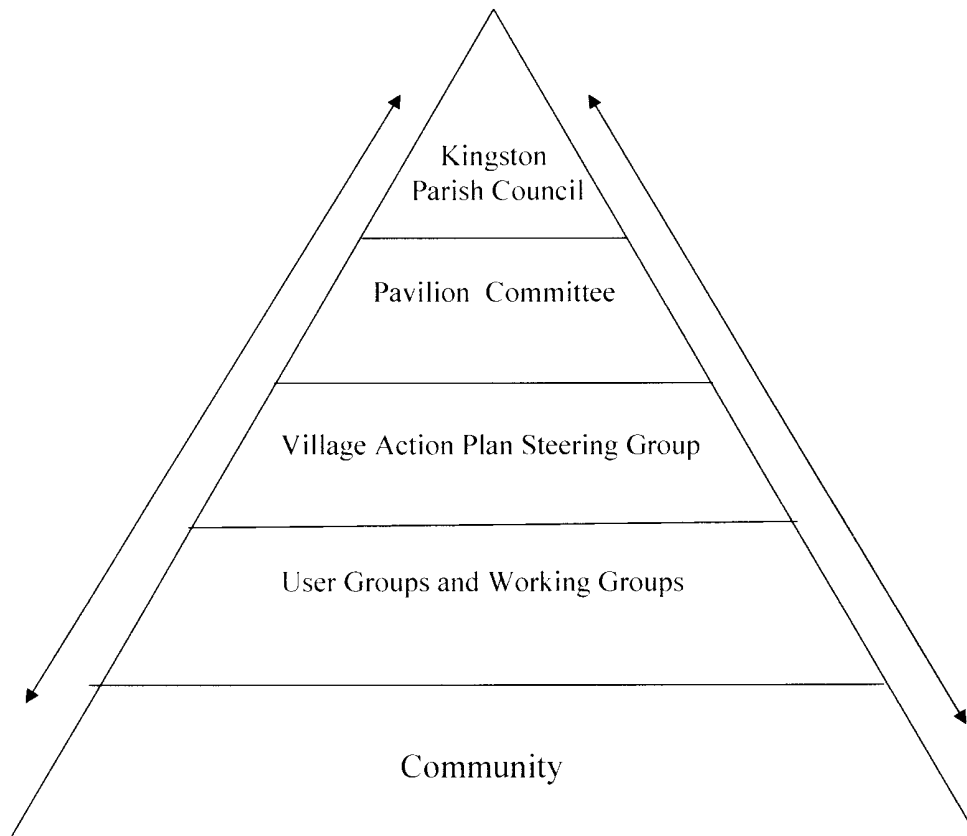 Kingston
Parish Council
Pavilion Committee
Village Action Plan Steering Group
User Groups and Working Groups
Community